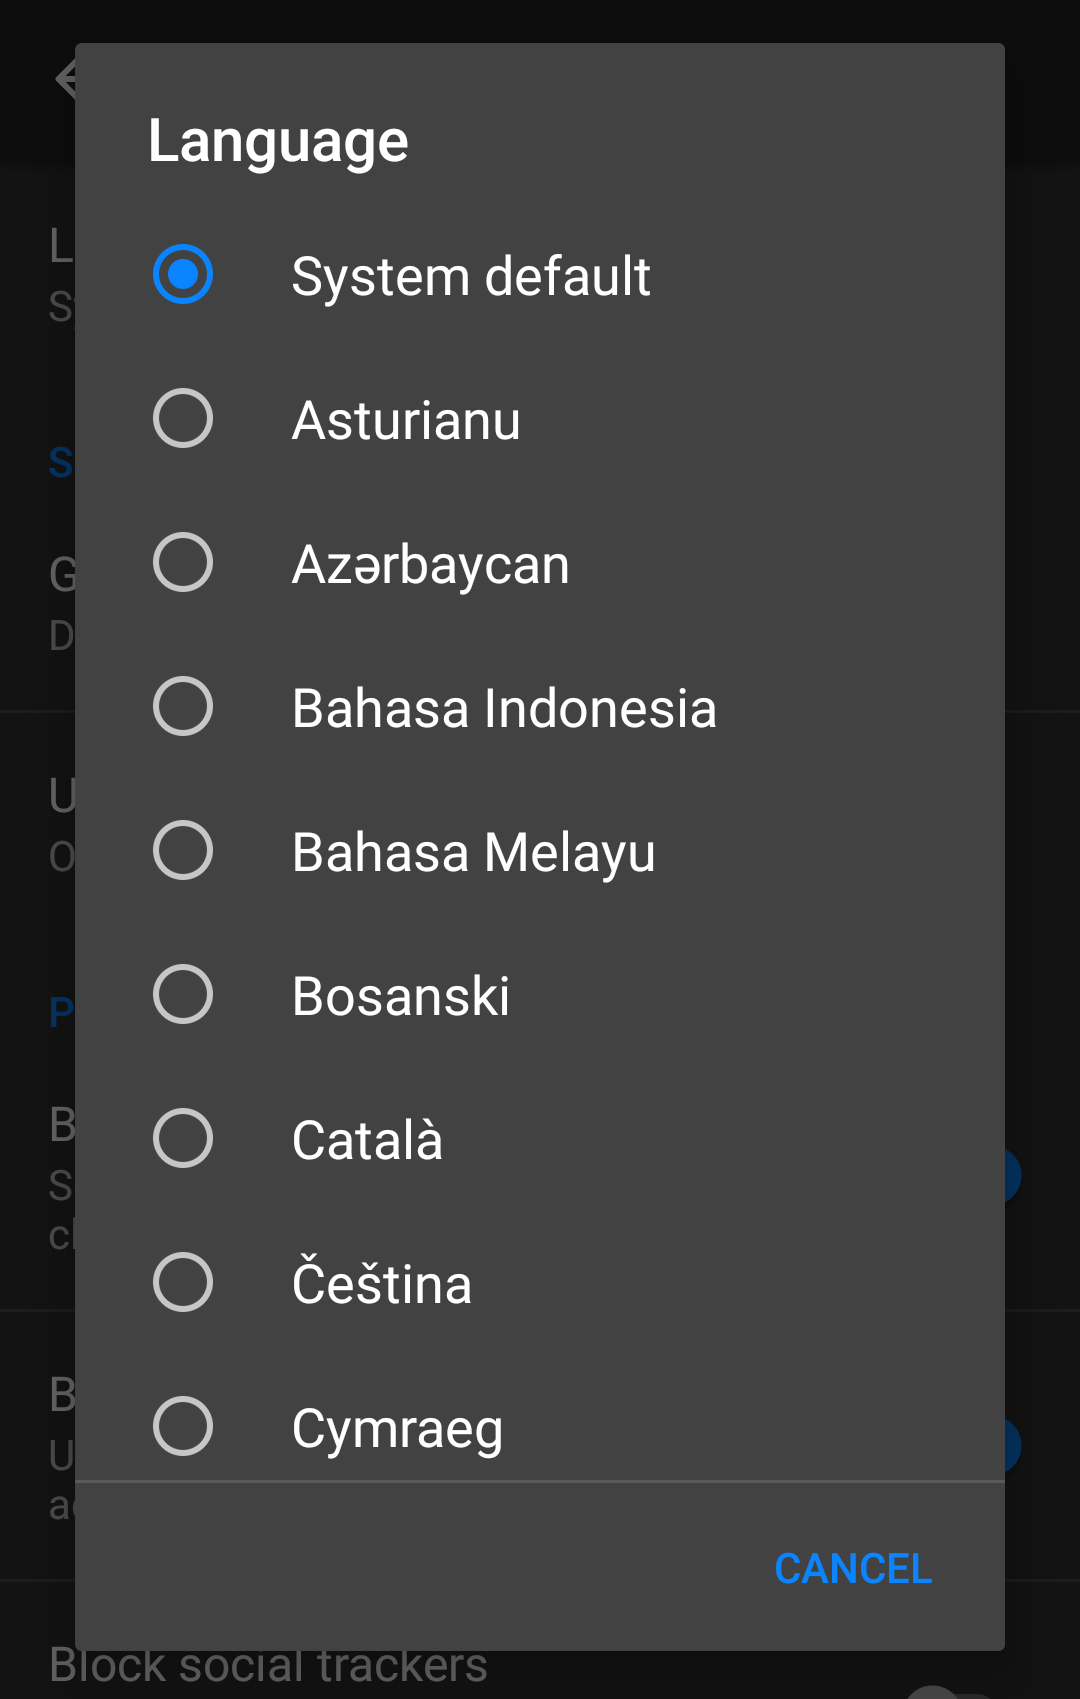 Language
System default
Asturianu
Azərbaycan
Bahasa Indonesia
Bahasa Melayu
Bosanski
Català
Čeština
Cymraeg
CANCEL
Block social trackers